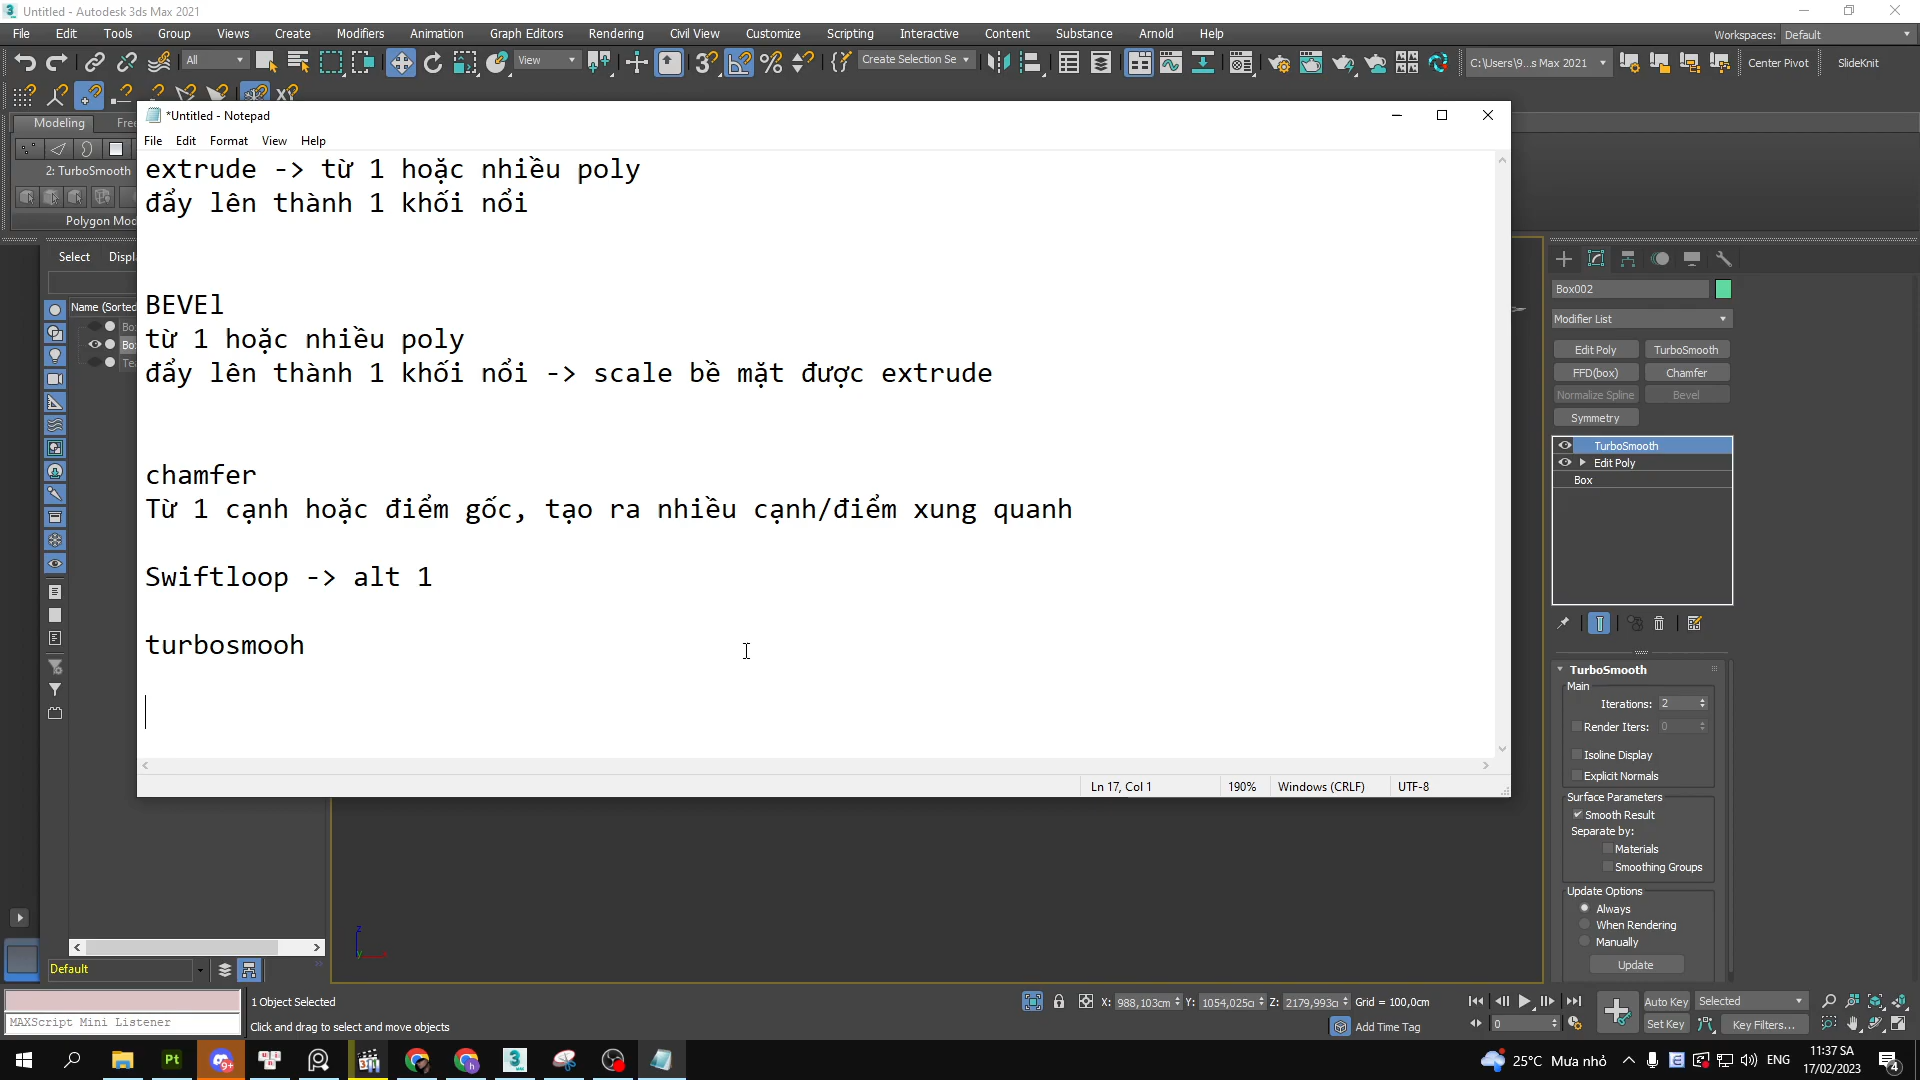 Untitled - Autodesk 3ds Max 2021
File Edit Tools Group Views Create Modifiers Animation Graph Editors Rendering Civil View Customize Scripting Interactive Content Substance Arnold Help
Workspaces: Default
All
View
Create Selection Se
C:\Users\9...s Max 2021
Center Pivot
SlideKnit
Modeling
Free
2: TurboSmooth
Polygon Mod
Select Displ
Name (Sorted
*Untitled - Notepad
File Edit Format View Help
extrude -> từ 1 hoặc nhiều poly
đẩy lên thành 1 khối nổi
BEVEl
từ 1 hoặc nhiều poly
đẩy lên thành 1 khối nổi -> scale bề mặt được extrude
chamfer
Từ 1 cạnh hoặc điểm gốc, tạo ra nhiều cạnh/điểm xung quanh
Swiftloop -> alt 1
turbosmooh
Ln 17, Col 1
190%
Windows (CRLF)
UTF-8
Box002
Modifier List
Edit Poly TurboSmooth
FFD(box) Chamfer
Normalize Spline Bevel
Symmetry
TurboSmooth
Edit Poly
Box
TurboSmooth
Main
Iterations: 2
Render Iters: 0
Isoline Display
Explicit Normals
Surface Parameters
Smooth Result
Separate by:
Materials
Smoothing Groups
Update Options
Always
When Rendering
Manually
Update
Default
MAXScript Mini Listener
1 Object Selected
Click and drag to select and move objects
X: 988,103cm Y: 1054,025c Z: 2179,993c Grid = 100,0cm
Add Time Tag
0
Auto Key Selected
Set Key Key Filters...
Pt
25°C Mưa nhỏ
ENG
11:37 SA
17/02/2023
4